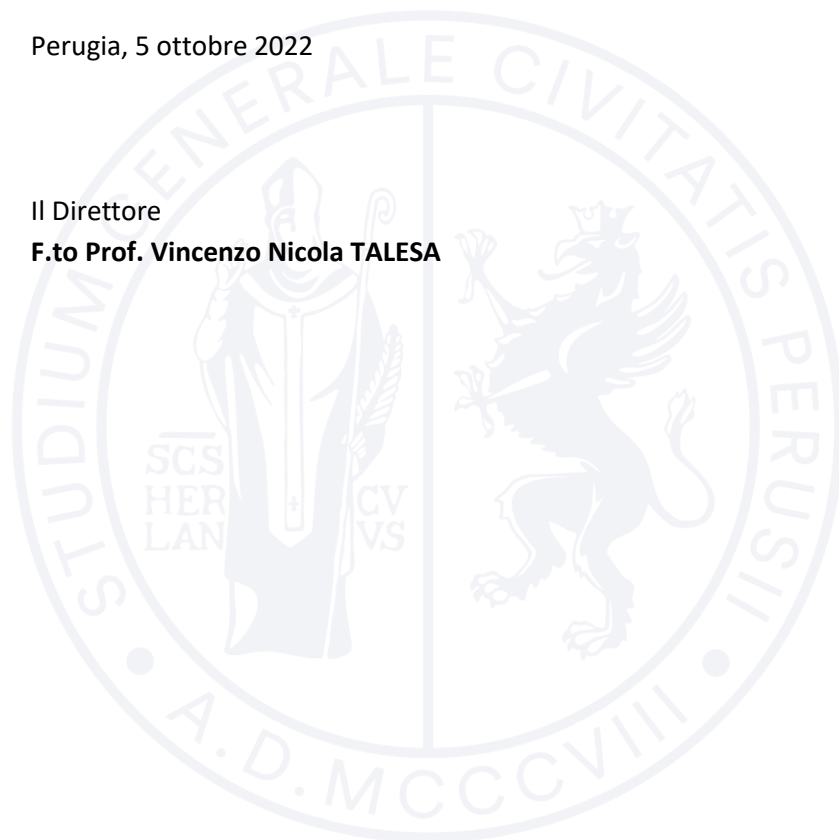 Perugia, 5 ottobre 2022
Il Direttore
F.to Prof. Vincenzo Nicola TALESA
STUDIUM GENERALE CIVITATIS PERUSII
SCS
HER CV
LAN VS
• A.D. MCCCVIII •